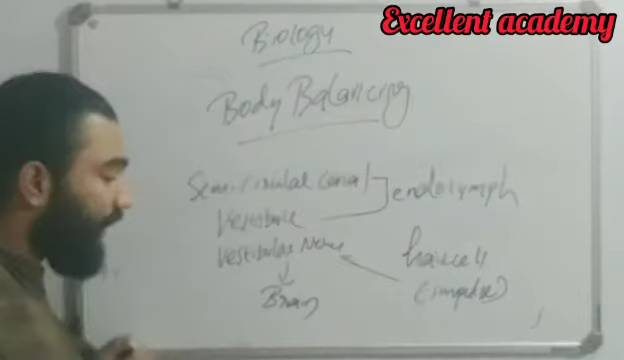 Excellent academy
Biology
Body Balancing
Semi circular canal
endolymph
Vestibule
Vestibular Nerve
hair cell
(impulse)
Brain